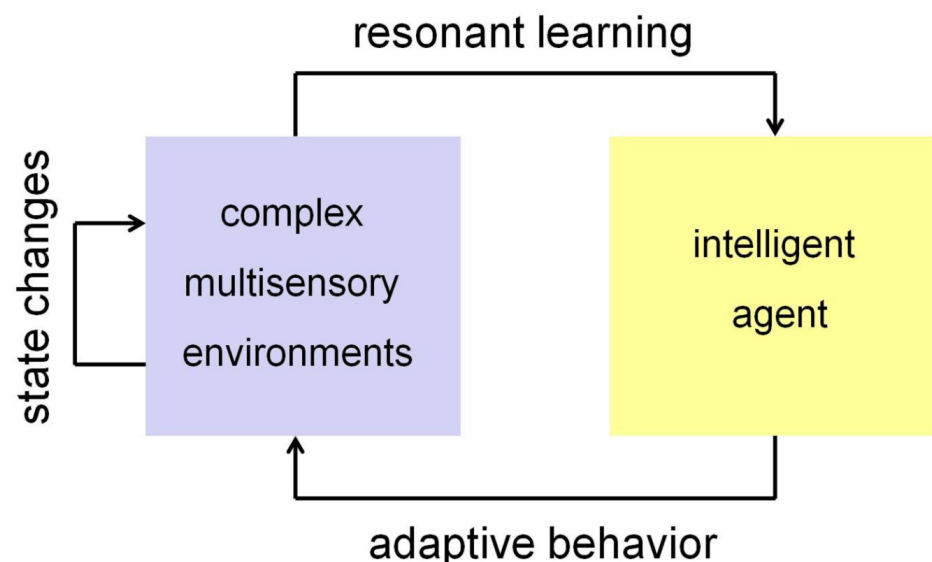 resonant learning
state changes
complex
multisensory
environments
intelligent
agent
adaptive behavior